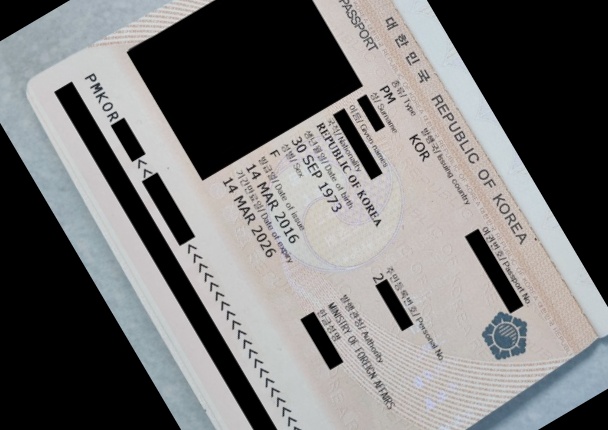 대한민국 REPUBLIC OF KOREA
PASSPORT
종류/Type
발행국/Issuing country
여권번호/Passport No.
PM
KOR
성/Surname
이름/Given names
국적/Nationality
REPUBLIC OF KOREA
생년월일/Date of birth
30 SEP 1973
성별/Sex
F
주민등록번호/Personal No.
2
발급일/Date of issue
14 MAR 2016
발행관청/Authority
MINISTRY OF FOREIGN AFFAIRS
기간만료일/Date of expiry
14 MAR 2026
한글성명
PMKOR